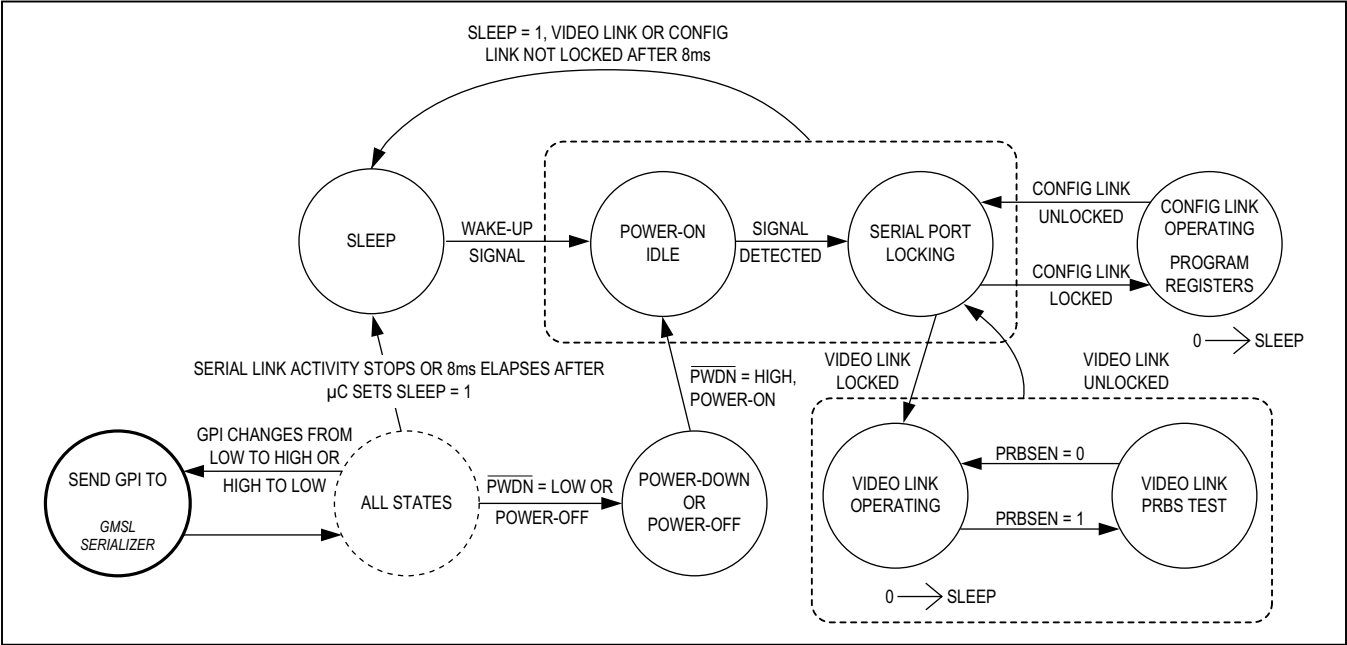 SLEEP = 1, VIDEO LINK OR CONFIG
LINK NOT LOCKED AFTER 8ms
SLEEP
WAKE-UP
SIGNAL
POWER-ON
IDLE
SIGNAL
DETECTED
SERIAL PORT
LOCKING
CONFIG LINK
UNLOCKED
CONFIG LINK
LOCKED
CONFIG LINK
OPERATING
PROGRAM
REGISTERS
0 → SLEEP
SERIAL LINK ACTIVITY STOPS OR 8ms ELAPSES AFTER
µC SETS SLEEP = 1
PWDN = HIGH,
POWER-ON
VIDEO LINK
LOCKED
VIDEO LINK
UNLOCKED
SEND GPI TO
GMSL
SERIALIZER
GPI CHANGES FROM
LOW TO HIGH OR
HIGH TO LOW
ALL STATES
PWDN = LOW OR
POWER-OFF
POWER-DOWN
OR
POWER-OFF
VIDEO LINK
OPERATING
PRBSEN = 0
PRBSEN = 1
VIDEO LINK
PRBS TEST
0 → SLEEP